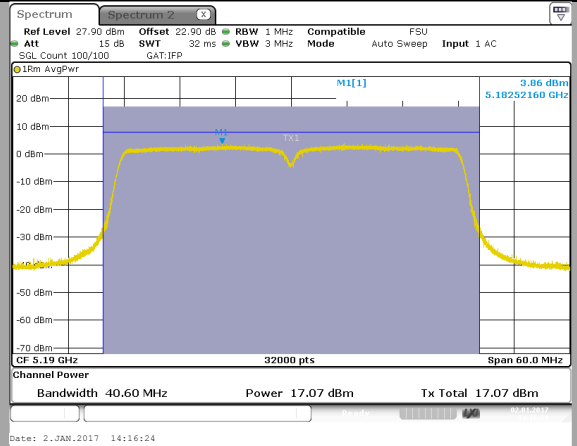 Spectrum Spectrum 2 X
Ref Level 27.90 dBm Offset 22.90 dB RBW 1 MHz Compatible FSU
Att 15 dB SWT 32 ms VBW 3 MHz Mode Auto Sweep Input 1 AC
SGL Count 100/100 GAT:IFP
1Rm AvgPwr
M1[1] 3.86 dBm
5.18252160 GHz
20 dBm
10 dBm
M1
TX1
0 dBm
-10 dBm
-20 dBm
-30 dBm
-40 dBm
-50 dBm
-60 dBm
-70 dBm
CF 5.19 GHz 32000 pts Span 60.0 MHz
Channel Power
Bandwidth 40.60 MHz Power 17.07 dBm Tx Total 17.07 dBm
Ready 02.01.2017
Date: 2.JAN.2017 14:16:24